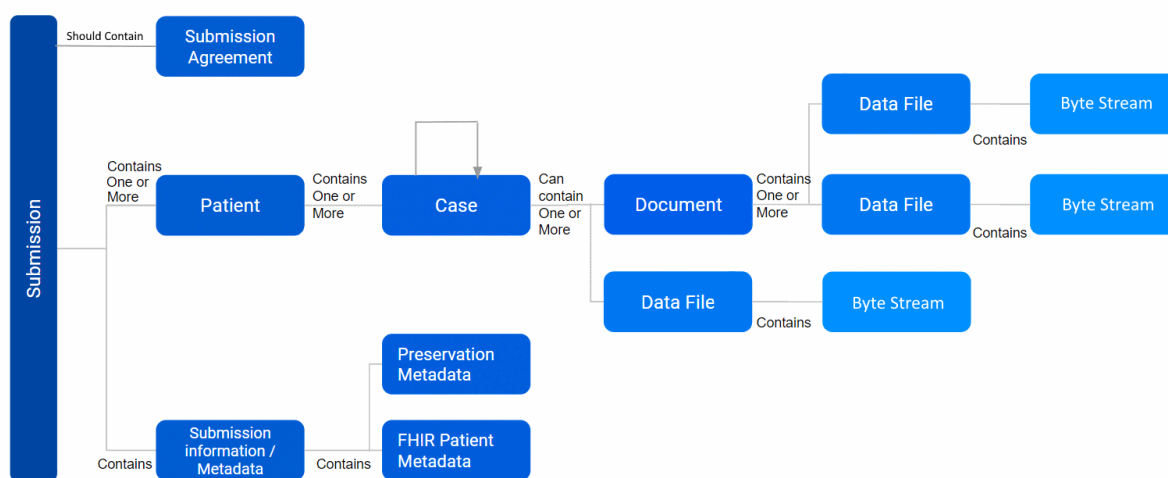 Submission
Should Contain
Submission
Agreement
Contains
One or
More
Patient
Contains
One or
More
Case
Can
contain
One or
More
Document
Contains
One or
More
Data File
Contains
Byte Stream
Data File
Contains
Byte Stream
Data File
Contains
Byte Stream
Contains
Submission
information /
Metadata
Contains
Preservation
Metadata
FHIR Patient
Metadata